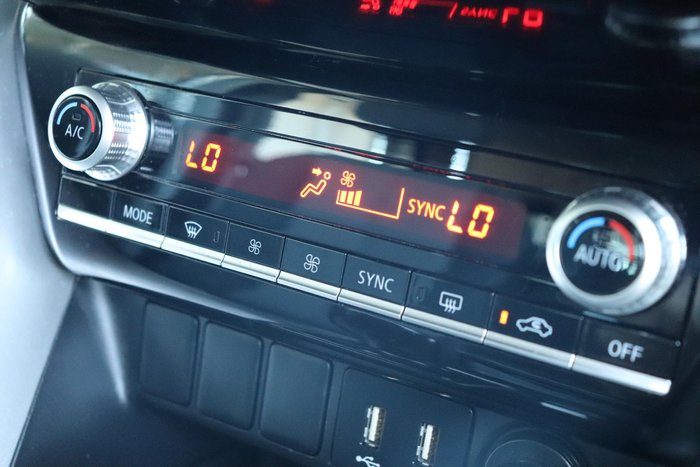 A/C
LO
SYNC LO
AUTO
MODE
SYNC
OFF